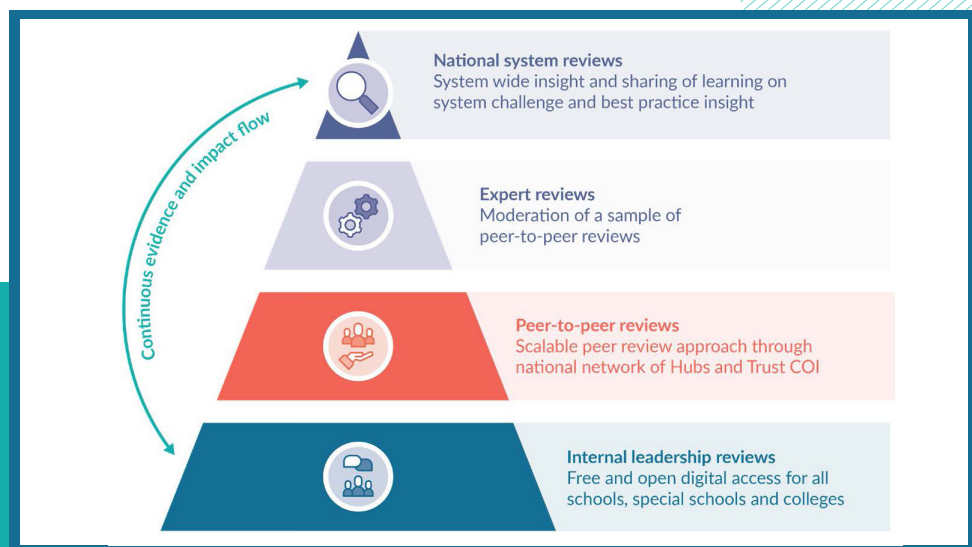 National system reviews
System wide insight and sharing of learning on
system challenge and best practice insight
Continuous evidence and impact flow
Expert reviews
Moderation of a sample of
peer-to-peer reviews
Peer-to-peer reviews
Scalable peer review approach through
national network of Hubs and Trust COI
Internal leadership reviews
Free and open digital access for all
schools, special schools and colleges